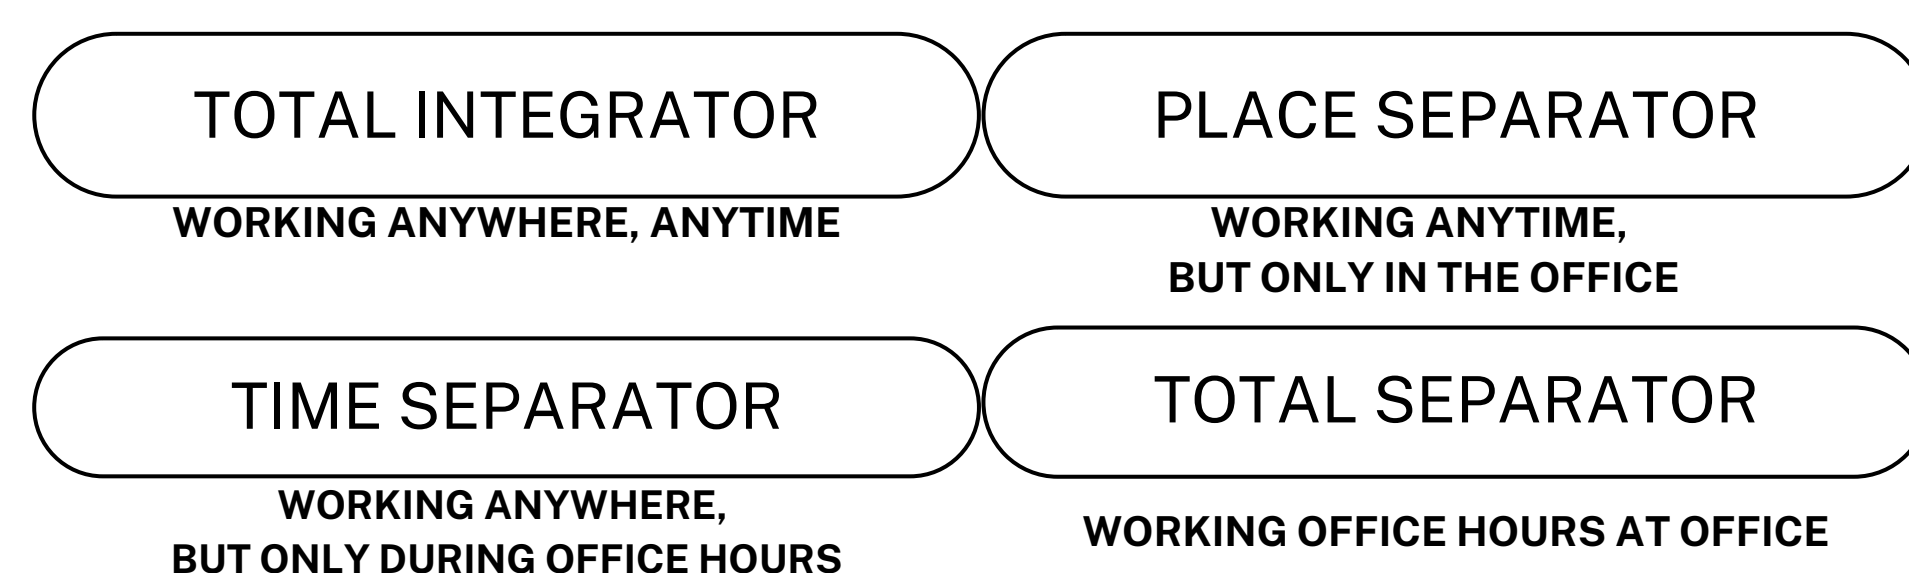 TOTAL INTEGRATOR
WORKING ANYWHERE, ANYTIME
PLACE SEPARATOR
WORKING ANYTIME,
BUT ONLY IN THE OFFICE
TIME SEPARATOR
WORKING ANYWHERE,
BUT ONLY DURING OFFICE HOURS
TOTAL SEPARATOR
WORKING OFFICE HOURS AT OFFICE